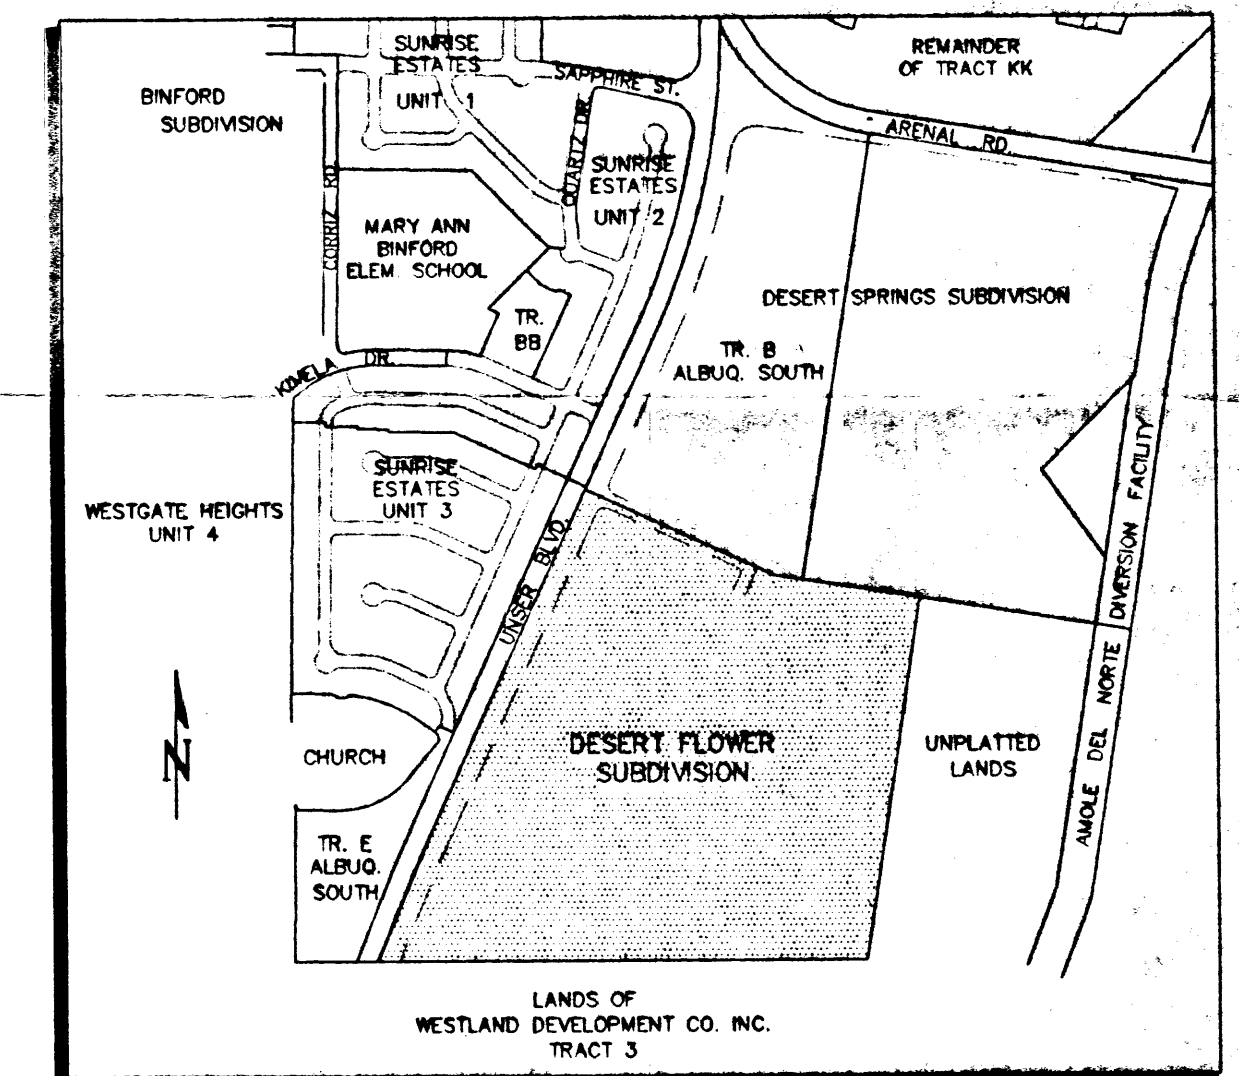 SUNRISE
ESTATES
UNIT 1
REMAINDER
OF TRACT KK
SAPPHIRE ST.
BINFORD
SUBDIVISION
QUARTZ DR.
ARENAL RD.
SUNRISE
ESTATES
UNIT 2
CORRIZ RD.
MARY ANN
BINFORD
ELEM. SCHOOL
DESERT SPRINGS SUBDIVISION
TR.
BB
TR. B
ALBUQ. SOUTH
KIMELA DR.
SUNRISE
ESTATES
UNIT 3
WESTGATE HEIGHTS
UNIT 4
UNSER BLVD.
AMOLE DEL NORTE DIVERSION FACILITY
N
CHURCH
DESERT FLOWER
SUBDIVISION
UNPLATTED
LANDS
TR. E
ALBUQ.
SOUTH
LANDS OF
WESTLAND DEVELOPMENT CO. INC.
TRACT 3